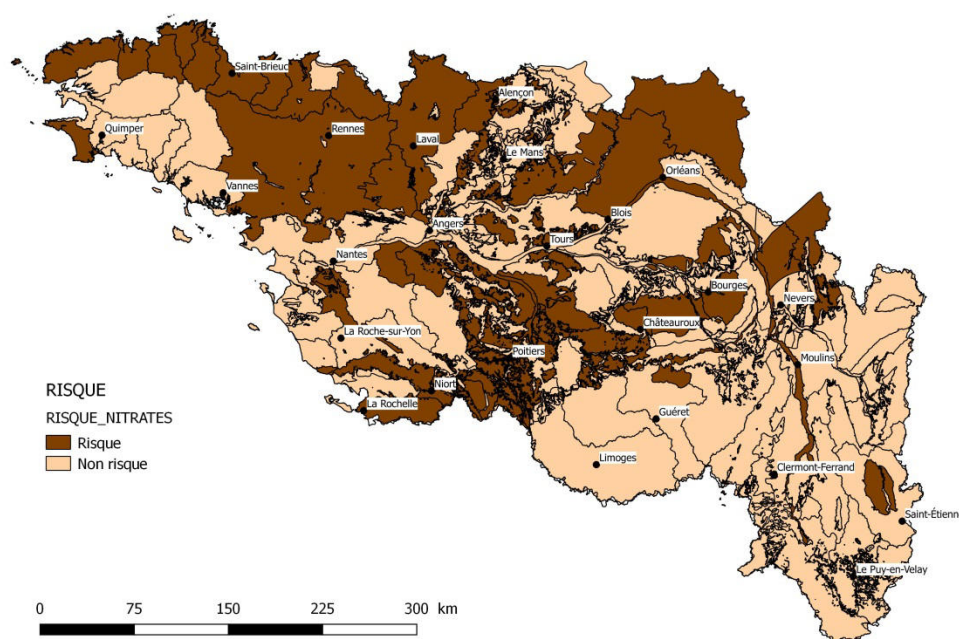 Saint-Brieuc
Alençon
Quimper
Rennes
Laval
Le Mans
Orléans
Vannes
Blois
Angers
Tours
Nantes
Bourges
Nevers
Châteauroux
La Roche-sur-Yon
Poitiers
Moulins
RISQUE
Niort
RISQUE_NITRATES
La Rochelle
Guéret
Risque
Non risque
Limoges
Clermont-Ferrand
Saint-Étienn
Le Puy-en-Velay
0 75 150 225 300 km